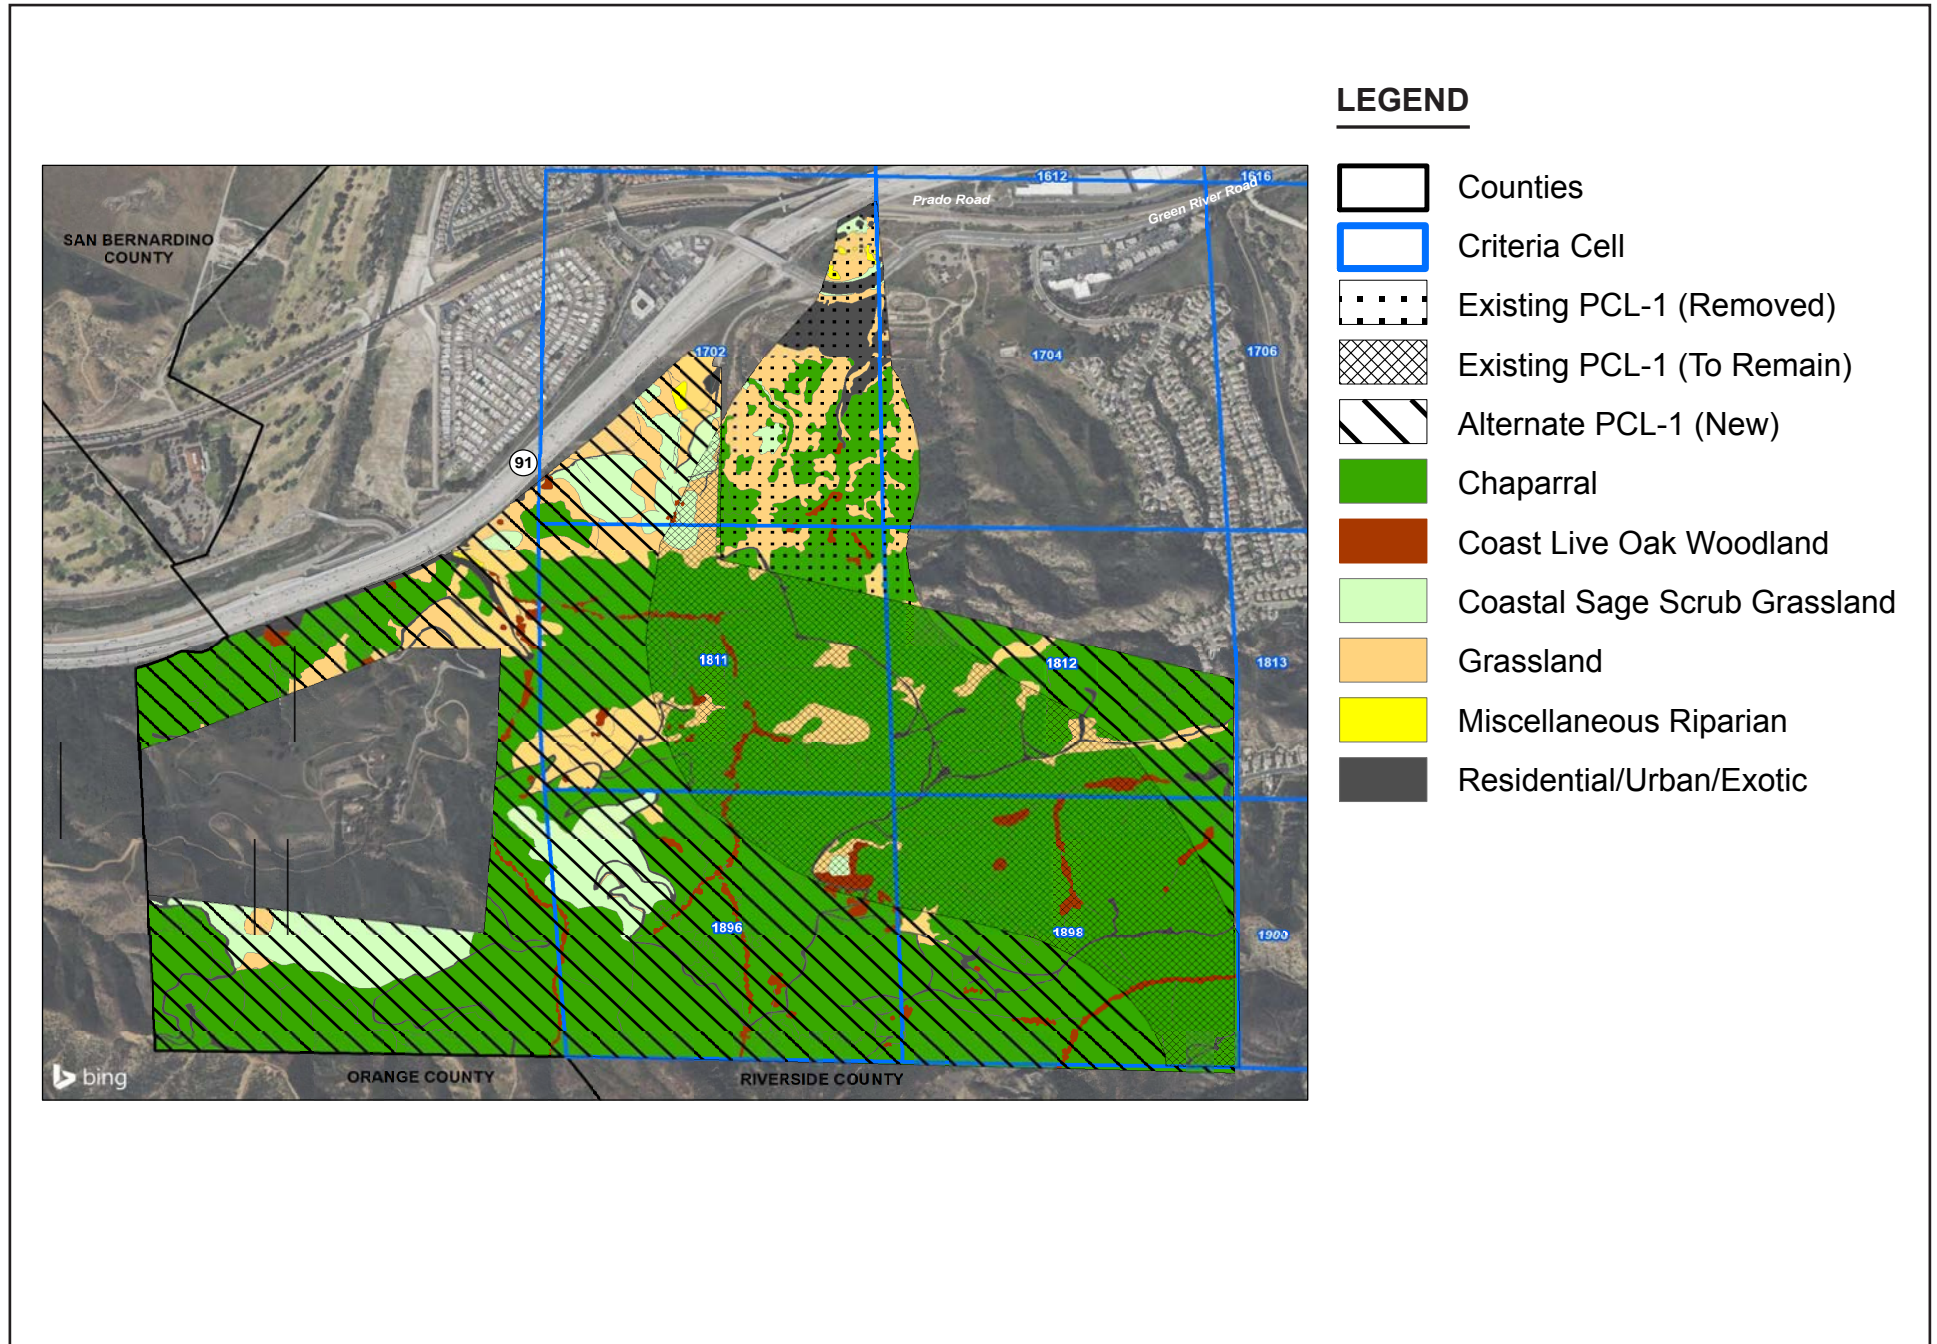 LEGEND
Counties
Criteria Cell
Existing PCL-1 (Removed)
Existing PCL-1 (To Remain)
Alternate PCL-1 (New)
Chaparral
Coast Live Oak Woodland
Coastal Sage Scrub Grassland
Grassland
Miscellaneous Riparian
Residential/Urban/Exotic
1612
1616
Prado Road
Green River Road
SAN BERNARDINO
COUNTY
1702
1704
1706
91
1811
1812
1813
1896
1898
1900
bing
ORANGE COUNTY
RIVERSIDE COUNTY